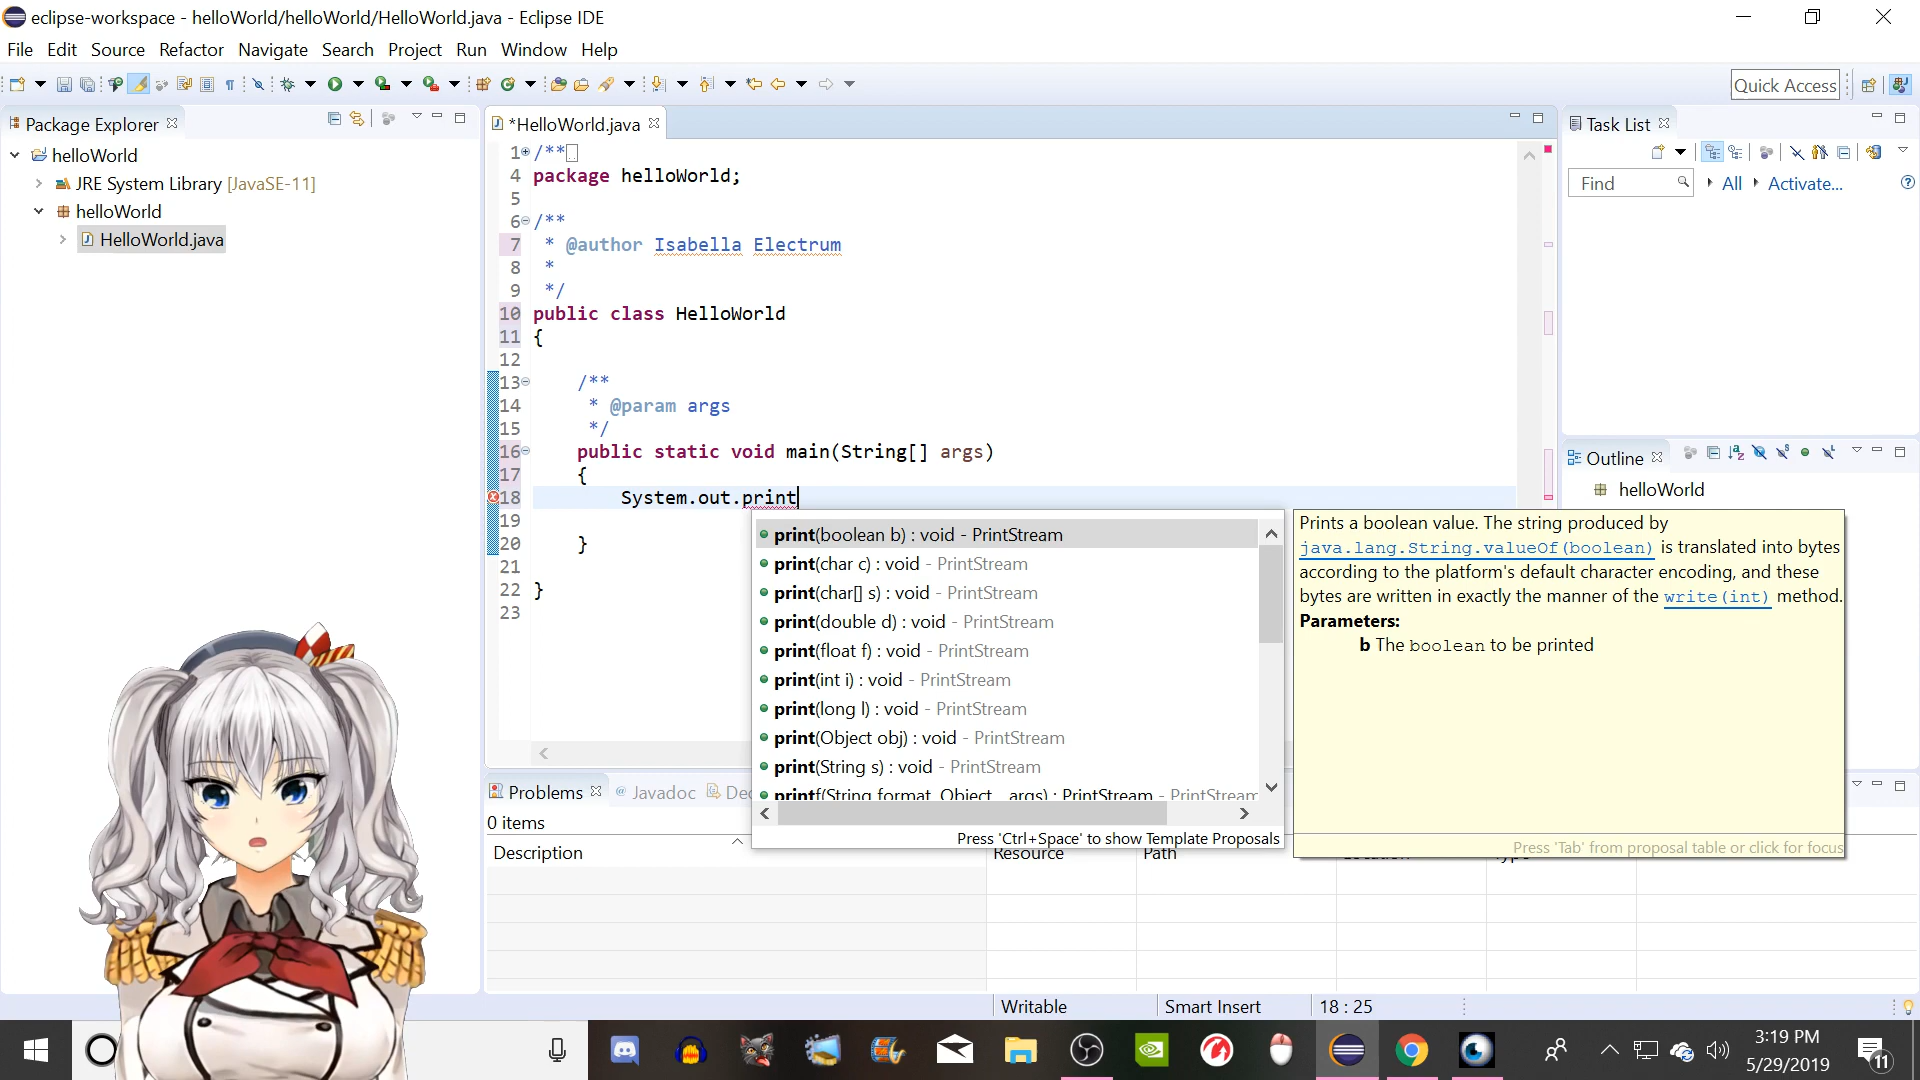 eclipse-workspace - helloWorld/helloWorld/HelloWorld.java - Eclipse IDE
File Edit Source Refactor Navigate Search Project Run Window Help
Quick Access
Package Explorer
helloWorld
JRE System Library [JavaSE-11]
helloWorld
HelloWorld.java
*HelloWorld.java
1 /**
4 package helloWorld;
5
6 /**
7 * @author Isabella Electrum
8 *
9 */
10 public class HelloWorld
11 {
12
13 /**
14 * @param args
15 */
16 public static void main(String[] args)
17 {
18 System.out.print
19
20 }
21
22 }
23
print(boolean b) : void - PrintStream
print(char c) : void - PrintStream
print(char[] s) : void - PrintStream
print(double d) : void - PrintStream
print(float f) : void - PrintStream
print(int i) : void - PrintStream
print(long l) : void - PrintStream
print(Object obj) : void - PrintStream
print(String s) : void - PrintStream
printf(String format, Object... args) : PrintStream - PrintStream
Press 'Ctrl+Space' to show Template Proposals
Prints a boolean value. The string produced by
java.lang.String.valueOf(boolean) is translated into bytes
according to the platform's default character encoding, and these
bytes are written in exactly the manner of the write(int) method.
Parameters:
b The boolean to be printed
Press 'Tab' from proposal table or click for focus
Task List
Find
All
Activate...
Outline
helloWorld
Problems
Javadoc
0 items
Description
Resource
Path
Writable
Smart Insert
18 : 25
3:19 PM
5/29/2019
11